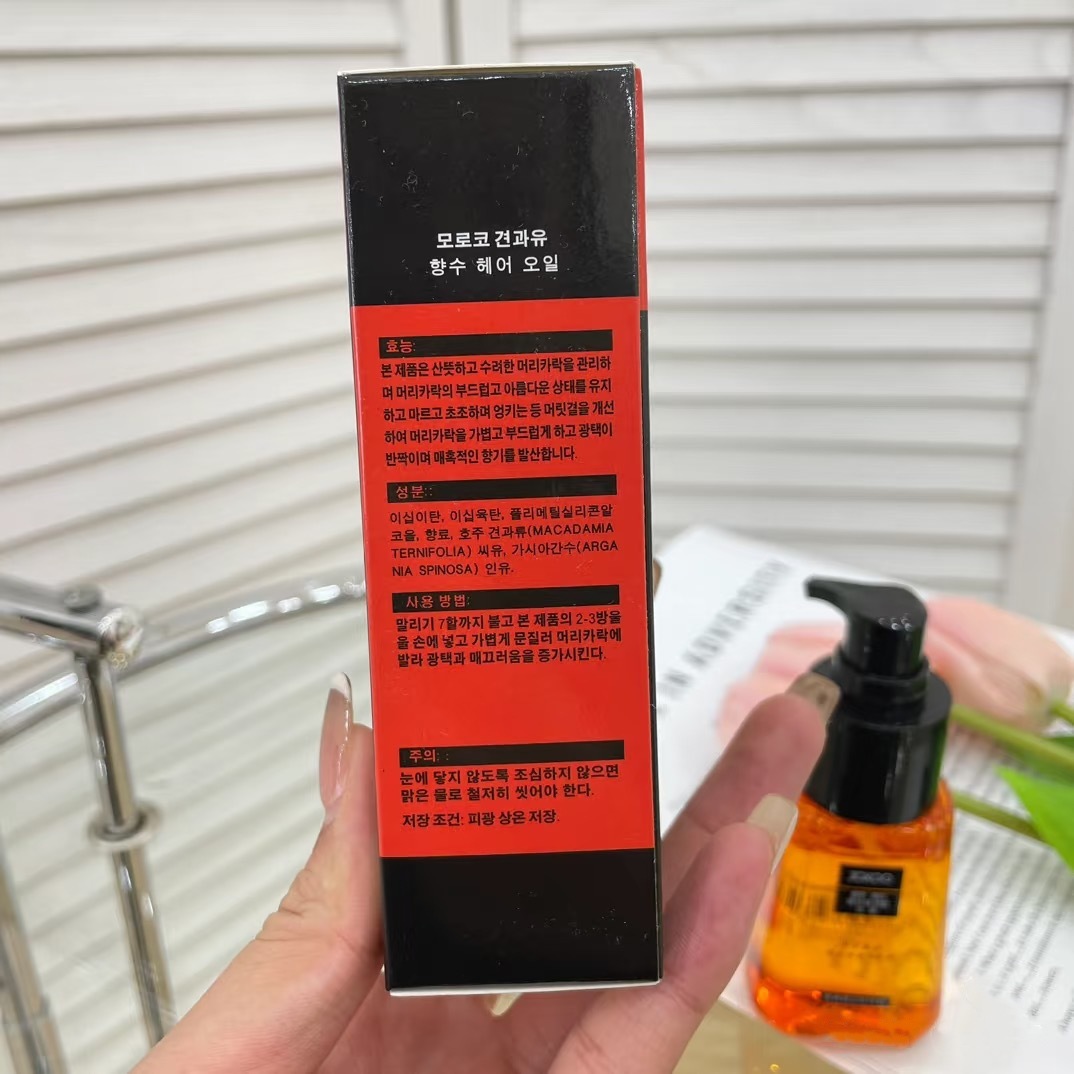 모로코 견과유
향수 헤어 오일
효능:
본 제품은 산뜻하고 수려한 머리카락을 관리하
며 머리카락의 부드럽고 아름다운 상태를 유지
하고 마르고 초조하며 엉키는 등 머릿결을 개선
하여 머리카락을 가볍고 부드럽게 하고 광택이
반짝이며 매혹적인 향기를 발산합니다.
성분::
이십이탄, 이십육탄, 폴리메틸실리콘알
코올, 향료, 호주 견과류(MACADAMIA
TERNIFOLIA) 씨유, 가시아간수(ARGA
NIA SPINOSA) 인유.
사용 방법:
말리기 7할까지 불고 본 제품의 2-3방울
울 손에 넣고 가볍게 문질러 머리카락에
발라 광택과 매끄러움을 증가시킨다.
주의: :
눈에 닿지 않도록 조심하지 않으면
맑은 물로 철저히 씻어야 한다.
저장 조건: 피광 상온 저장.